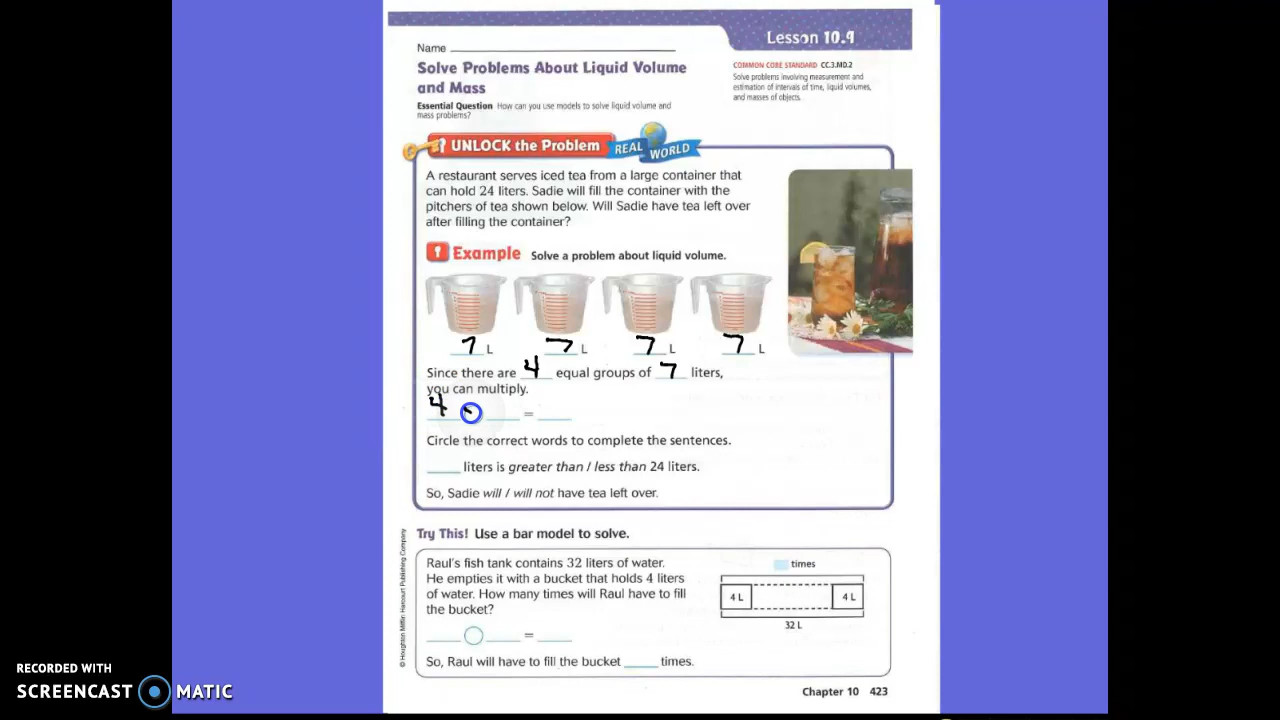 Lesson 10.9
Name
COMMON CORE STANDARD CC.3.MD.2
Solve problems involving measurement and
estimation of intervals of time, liquid volumes,
and masses of objects.
Solve Problems About Liquid Volume
and Mass
Essential Question How can you use models to solve liquid volume and
mass problems?
UNLOCK the Problem REAL WORLD
A restaurant serves iced tea from a large container that
can hold 24 liters. Sadie will fill the container with the
pitchers of tea shown below. Will Sadie have tea left over
after filling the container?
Example Solve a problem about liquid volume.
7 L 7 L 7 L 7 L
Since there are 4 equal groups of 7 liters,
you can multiply.
4 =
Circle the correct words to complete the sentences.
liters is greater than / less than 24 liters.
So, Sadie will / will not have tea left over.
Try This! Use a bar model to solve.
Raul's fish tank contains 32 liters of water.
He empties it with a bucket that holds 4 liters
of water. How many times will Raul have to fill
the bucket?
times
4 L 4 L
32 L
=
So, Raul will have to fill the bucket times.
© Houghton Mifflin Harcourt Publishing Company
Chapter 10 423
RECORDED WITH
SCREENCAST MATIC